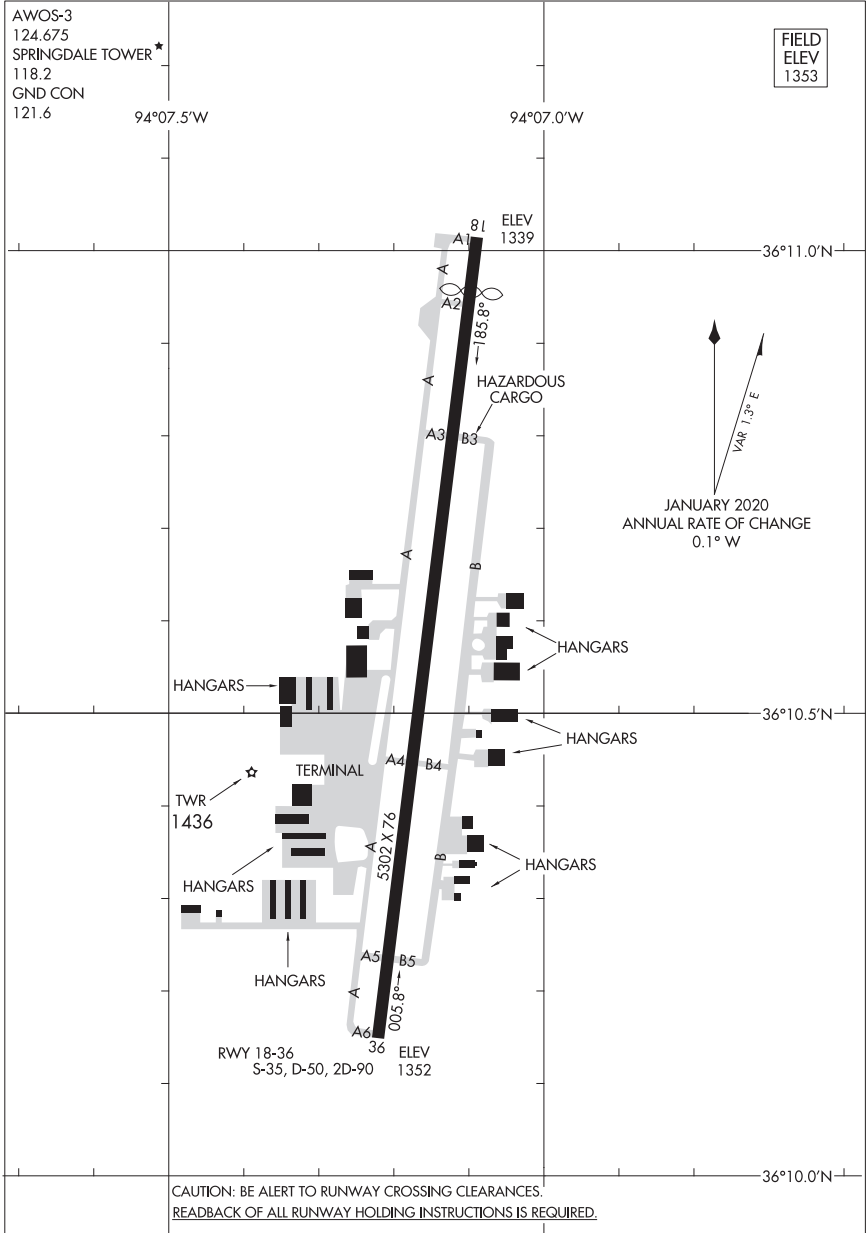 AWOS-3
124.675
SPRINGDALE TOWER
118.2
GND CON
121.6
FIELD
ELEV
1353
94°07.5'W
94°07.0'W
18
ELEV
1339
A1
36°11.0'N
A
A2
185.8°
A
HAZARDOUS
CARGO
A3
B3
VAR 1.3° E
JANUARY 2020
ANNUAL RATE OF CHANGE
0.1° W
A
B
HANGARS
HANGARS
36°10.5'N
HANGARS
A4
B4
TERMINAL
TWR
1436
5302 X 76
A
B
HANGARS
HANGARS
A5
B5
HANGARS
A
005.8°
A6
36
RWY 18-36
S-35, D-50, 2D-90
ELEV
1352
36°10.0'N
CAUTION: BE ALERT TO RUNWAY CROSSING CLEARANCES.
READBACK OF ALL RUNWAY HOLDING INSTRUCTIONS IS REQUIRED.